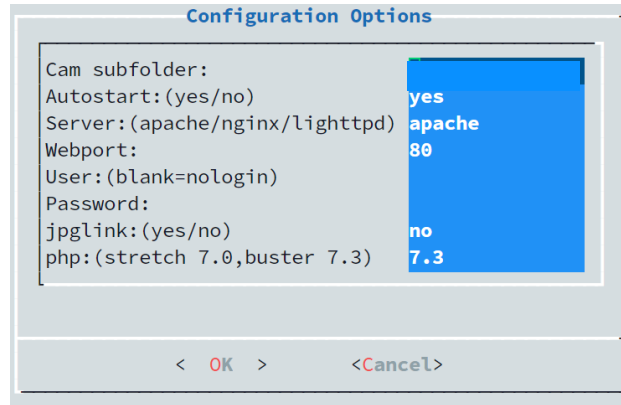 Configuration Options
Cam subfolder:
Autostart:(yes/no) yes
Server:(apache/nginx/lighttpd) apache
Webport: 80
User:(blank=nologin)
Password:
jpglink:(yes/no) no
php:(stretch 7.0,buster 7.3) 7.3
< OK > <Cancel>